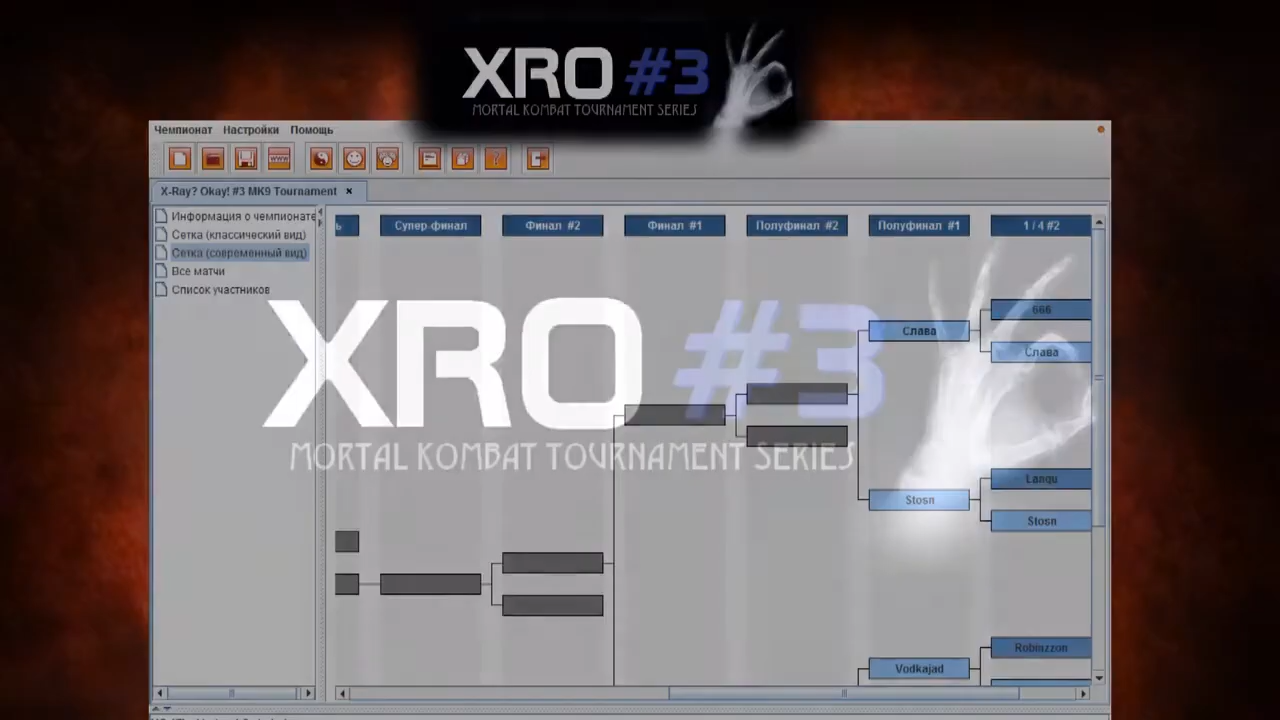 XRO #3
MORTAL KOMBAT TOURNAMENT SERIES
Чемпионат Настройки Помощь
X-Ray? Okay! #3 MK9 Tournament
Информация о чемпионате
Сетка (классический вид)
Сетка (современный вид)
Все матчи
Список участников
ь Супер-финал Финал #2 Финал #1 Полуфинал #2 Полуфинал #1 1 / 4 #2
666
Слава
Слава
XRO #3
MORTAL KOMBAT TOURNAMENT SERIES
Lanqu
Stosn
Stosn
Robinzzon
Vodkajad